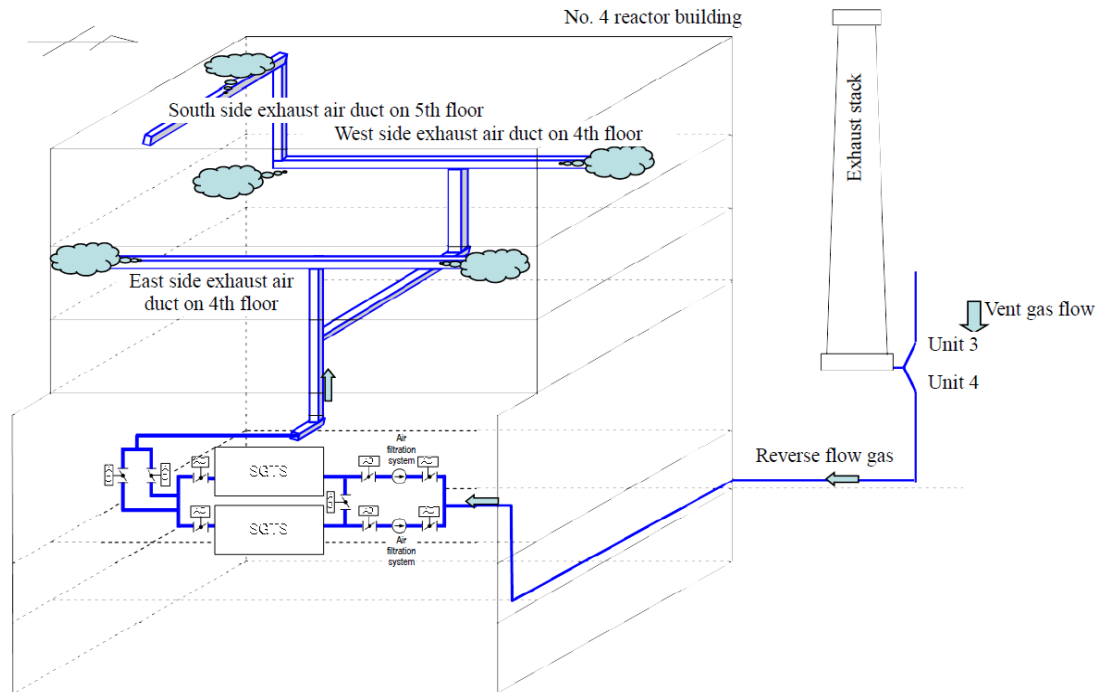 No. 4 reactor building
South side exhaust air duct on 5th floor
West side exhaust air duct on 4th floor
Exhaust stack
East side exhaust air
duct on 4th floor
Vent gas flow
Unit 3
Unit 4
Reverse flow gas
Air
filtration
system
SGTS
SGTS
Air
filtration
system